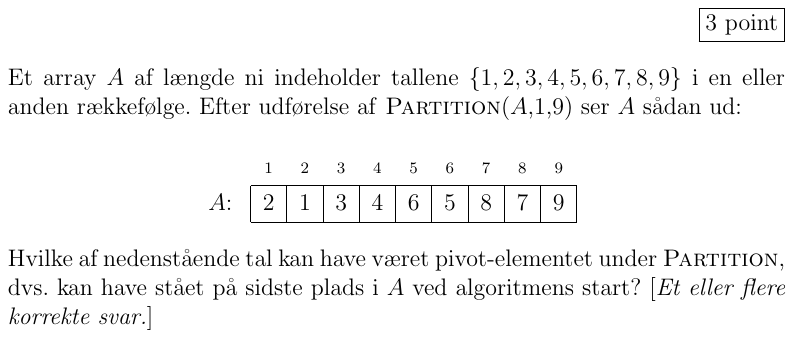 3 point
Et array A af længde ni indeholder tallene {1, 2, 3, 4, 5, 6, 7, 8, 9} i en eller
anden rækkefølge. Efter udførelse af PARTITION(A,1,9) ser A sådan ud:
1 2 3 4 5 6 7 8 9
A: 2 1 3 4 6 5 8 7 9
Hvilke af nedenstående tal kan have været pivot-elementet under PARTITION,
dvs. kan have stået på sidste plads i A ved algoritmens start? [Et eller flere
korrekte svar.]